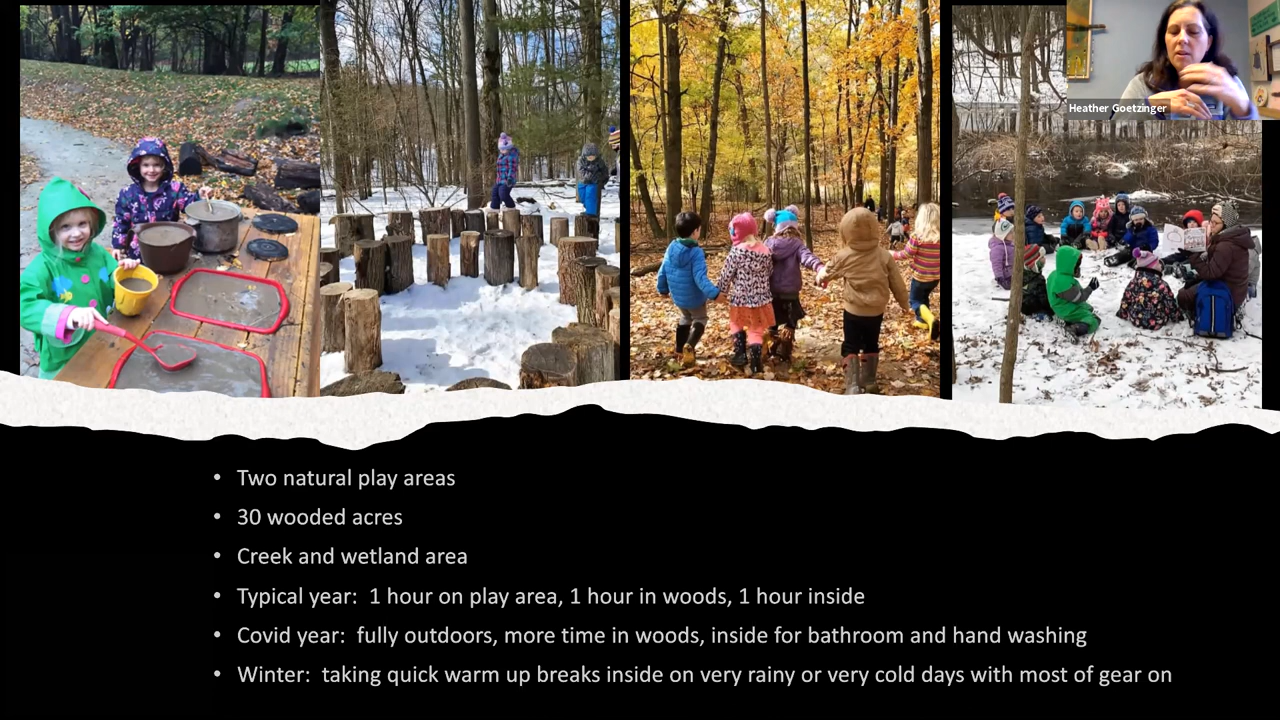 Heather Goetzinger
• Two natural play areas
• 30 wooded acres
• Creek and wetland area
• Typical year:  1 hour on play area, 1 hour in woods, 1 hour inside
• Covid year:  fully outdoors, more time in woods, inside for bathroom and hand washing
• Winter:  taking quick warm up breaks inside on very rainy or very cold days with most of gear on